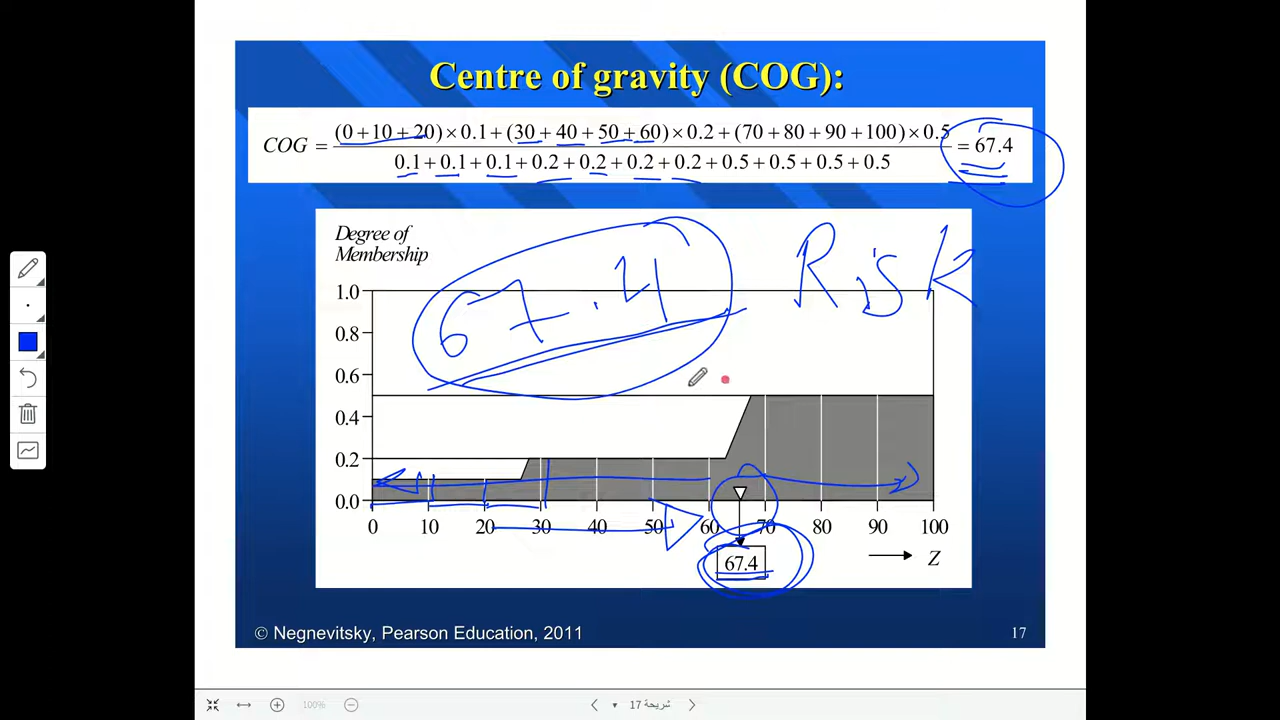 Centre of gravity (COG):
COG = (0+10+20)×0.1+(30+40+50+60)×0.2+(70+80+90+100)×0.5 = 67.4
0.1+0.1+0.1+0.2+0.2+0.2+0.2+0.5+0.5+0.5+0.5
Degree of
Membership
67.4 Risk
1.0
0.8
0.6
0.4
0.2
0.0
0 10 20 30 40 50 60 70 80 90 100
67.4
Z
© Negnevitsky, Pearson Education, 2011
17
100%
شريحة 17